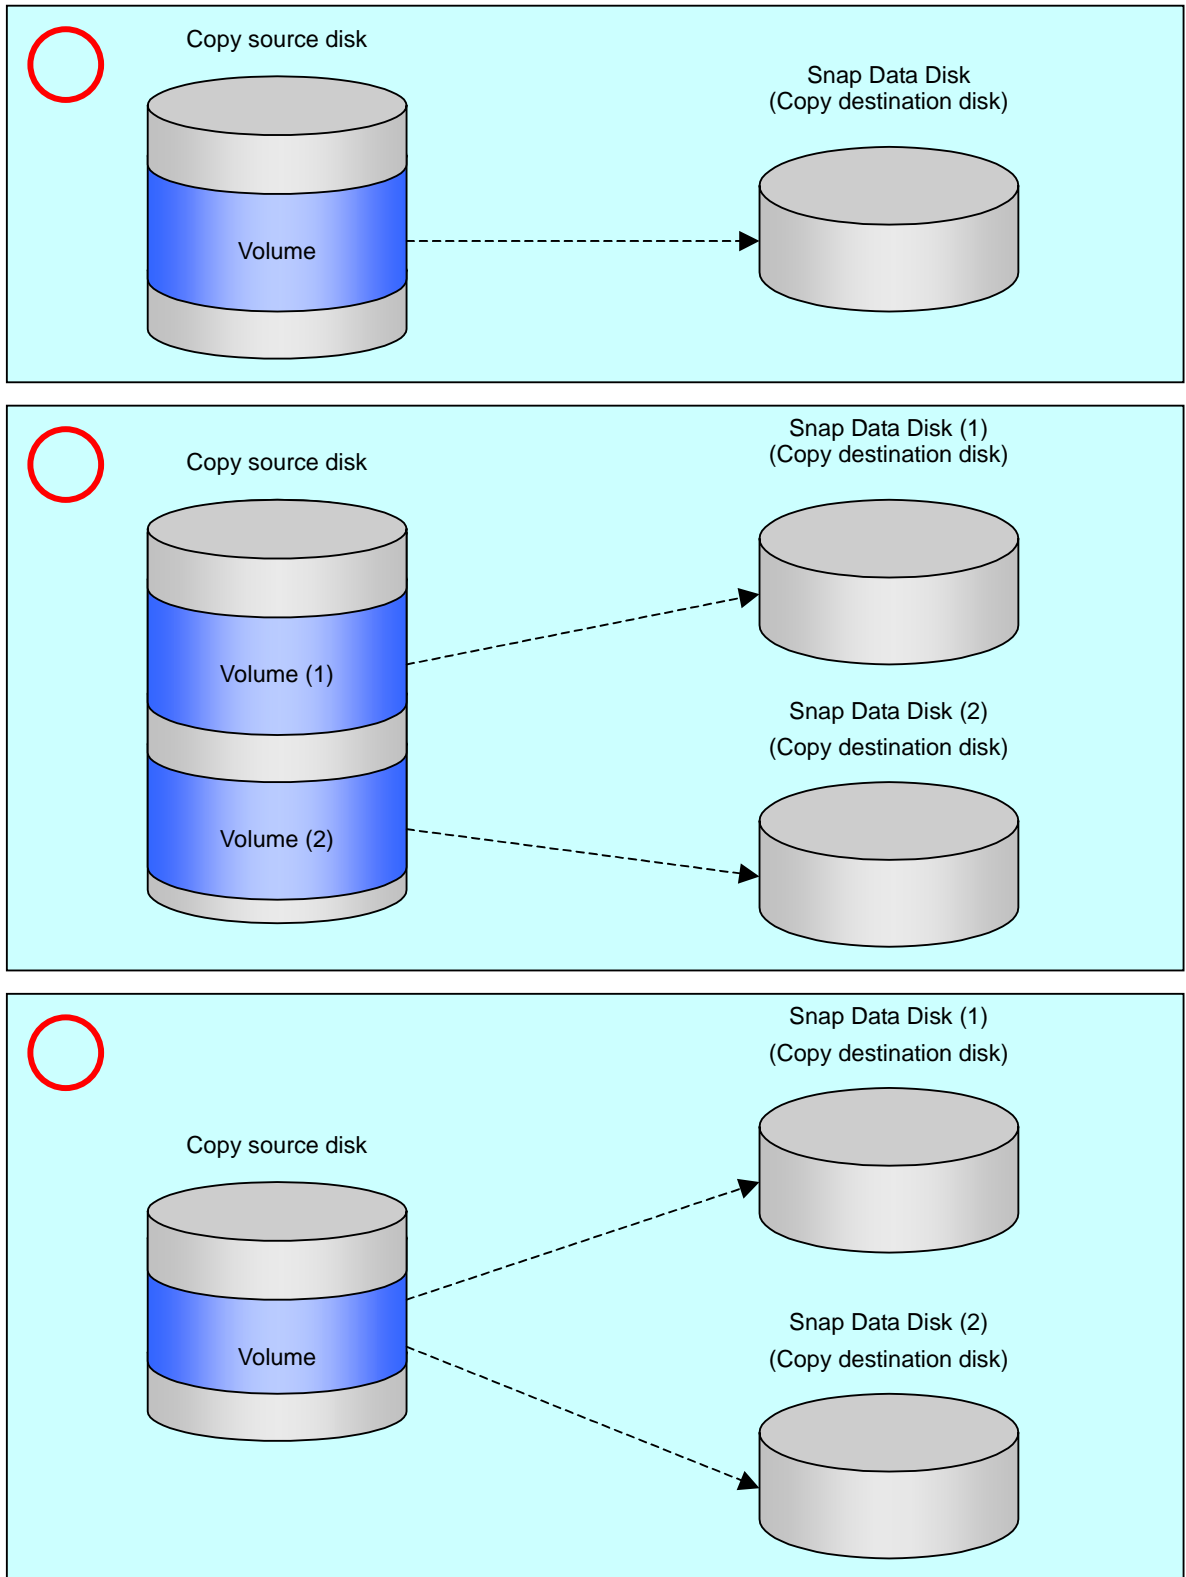 Copy source disk
Snap Data Disk
(Copy destination disk)
Volume
Snap Data Disk (1)
(Copy destination disk)
Copy source disk
Volume (1)
Snap Data Disk (2)
(Copy destination disk)
Volume (2)
Snap Data Disk (1)
(Copy destination disk)
Copy source disk
Snap Data Disk (2)
(Copy destination disk)
Volume